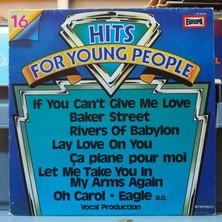 16
EUROPA
HITS
FOR YOUNG PEOPLE
If You Can't Give Me Love
Baker Street
Rivers Of Babylon
Lay Love On You
Ça plane pour moi
Let Me Take You In
My Arms Again
Oh Carol · Eagle a.o.
Vocal Production
STEREO